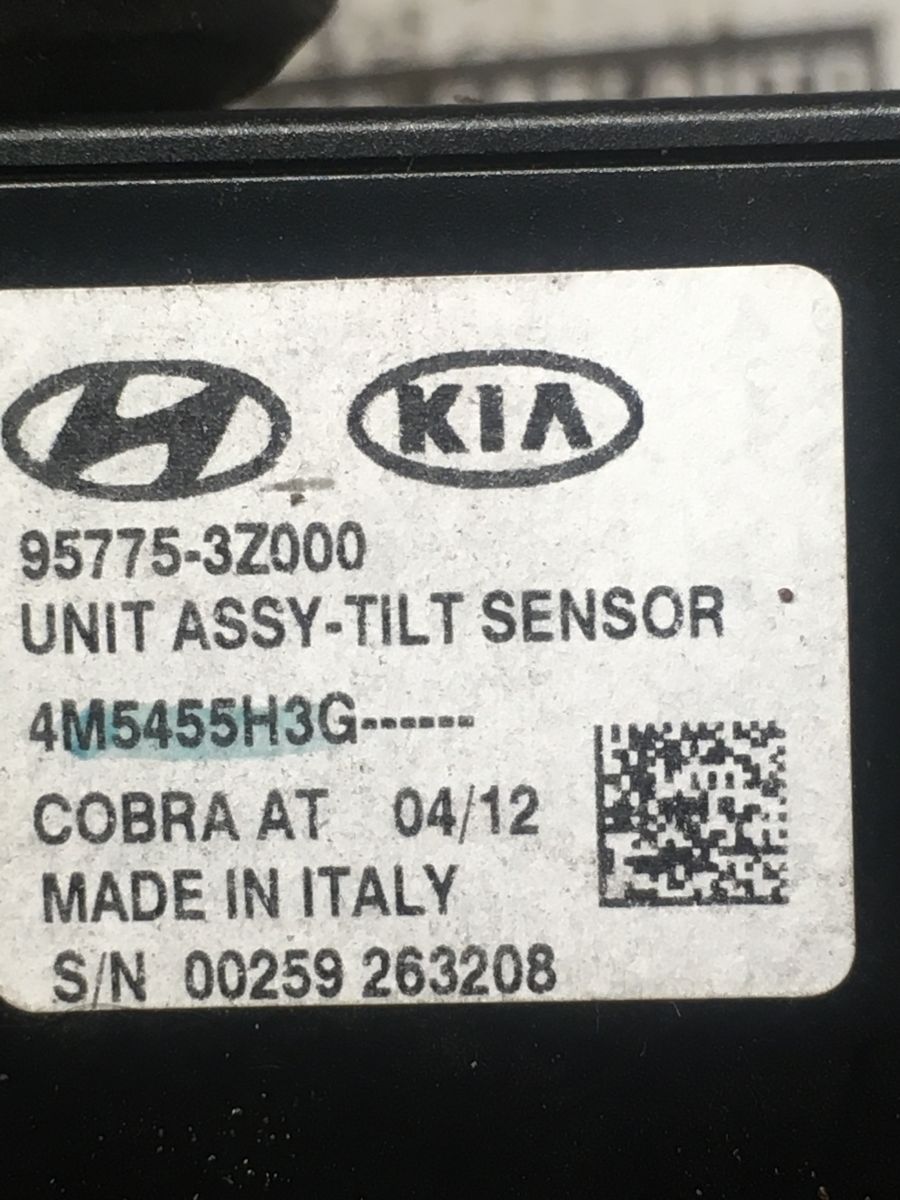 KIA
95775-3Z000
UNIT ASSY-TILT SENSOR
4M5455H3G------
COBRA AT 04/12
MADE IN ITALY
S/N 00259 263208